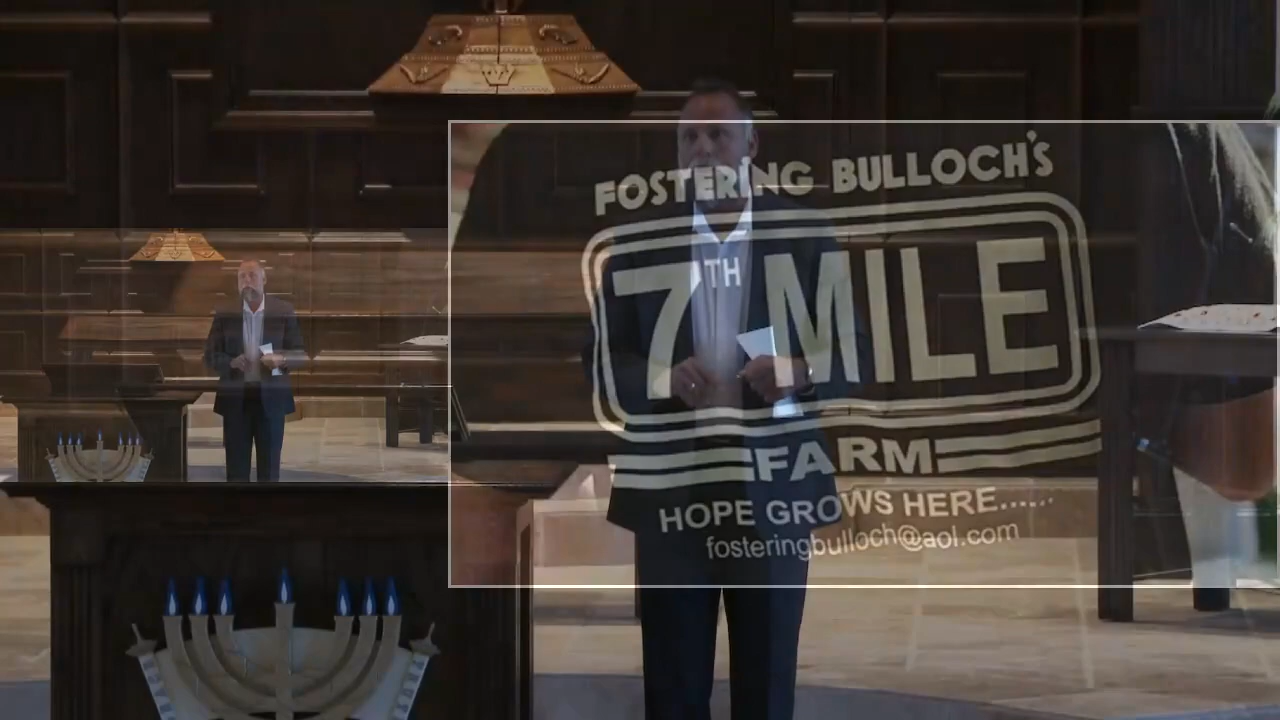 FOSTERING BULLOCH'S
7TH MILE
FARM
HOPE GROWS HERE......
fosteringbulloch@aol.com